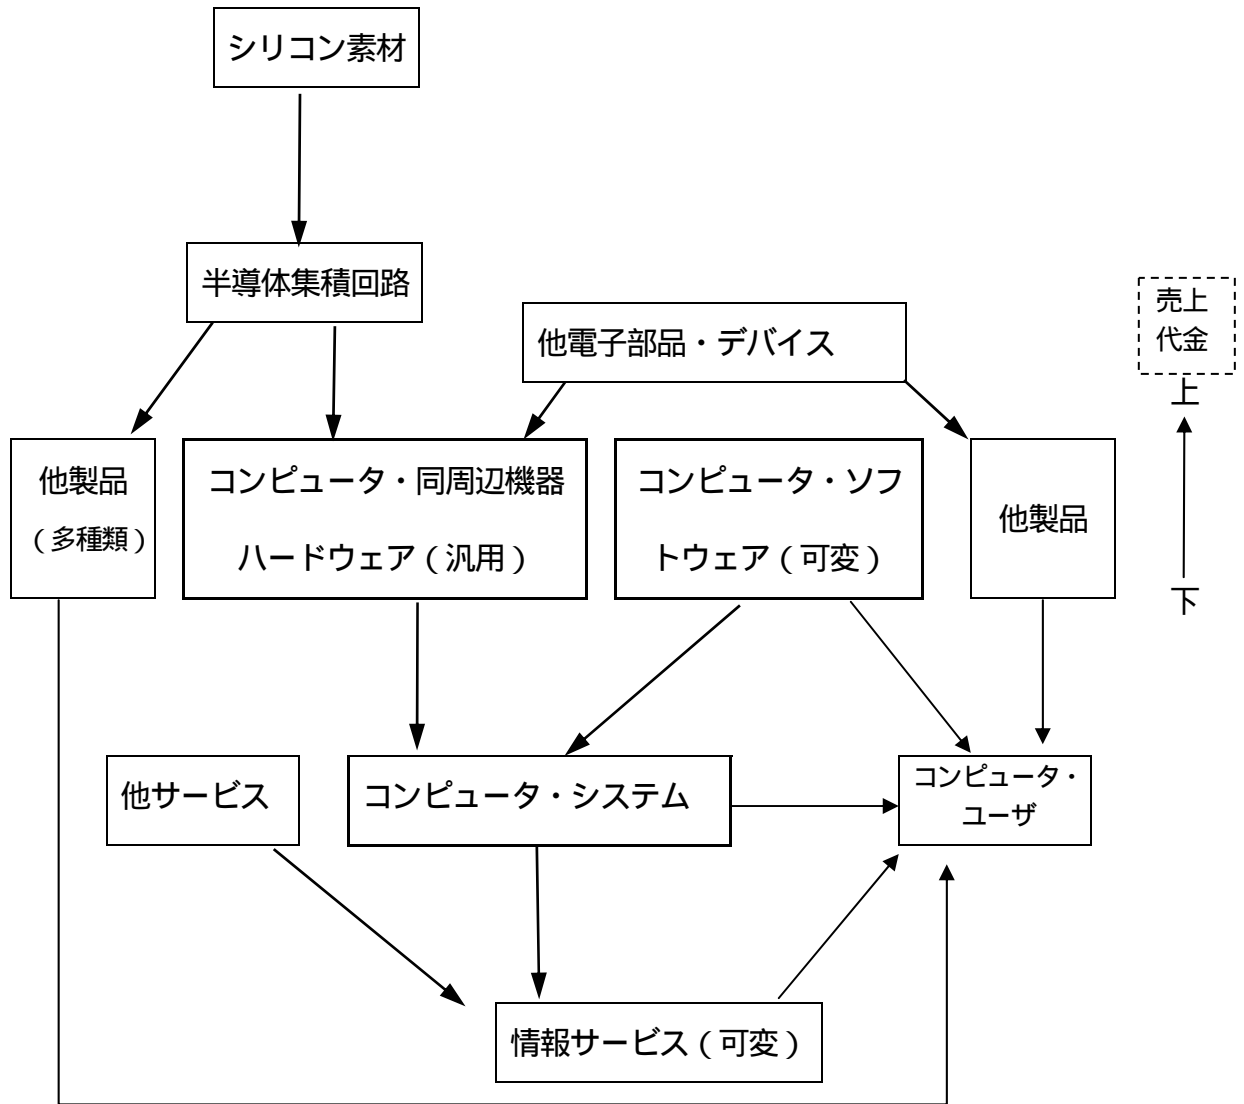 シリコン素材
半導体集積回路
他電子部品・デバイス
売上
代金
上
下
他製品
（多種類）
コンピュータ・同周辺機器
ハードウェア（汎用）
コンピュータ・ソフ
トウェア（可変）
他製品
他サービス
コンピュータ・システム
コンピュータ・
ユーザ
情報サービス（可変）